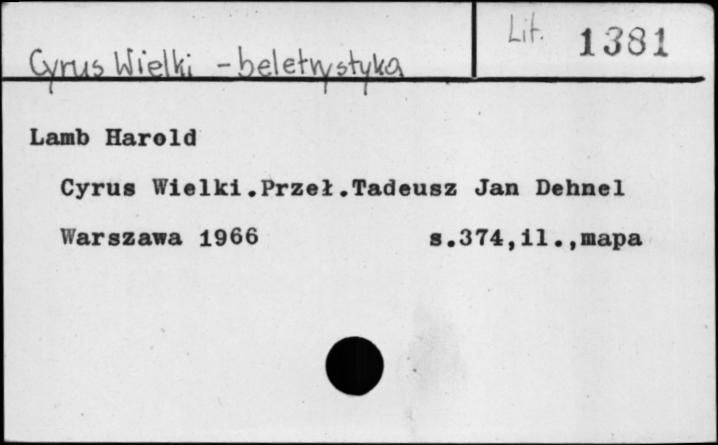 Cyrus Wielki - beletrystyka
Lit. 1381
Lamb Harold
Cyrus Wielki.Przeł.Tadeusz Jan Dehnel
Warszawa 1966 s.374,il.,mapa